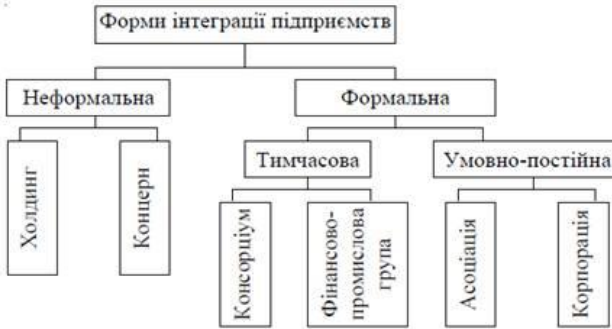 Форми інтеграції підприємств
Неформальна
Формальна
Тимчасова
Умовно-постійна
Холдинг
Концерн
Консорціум
Фінансово-
промислова
група
Асоціація
Корпорація